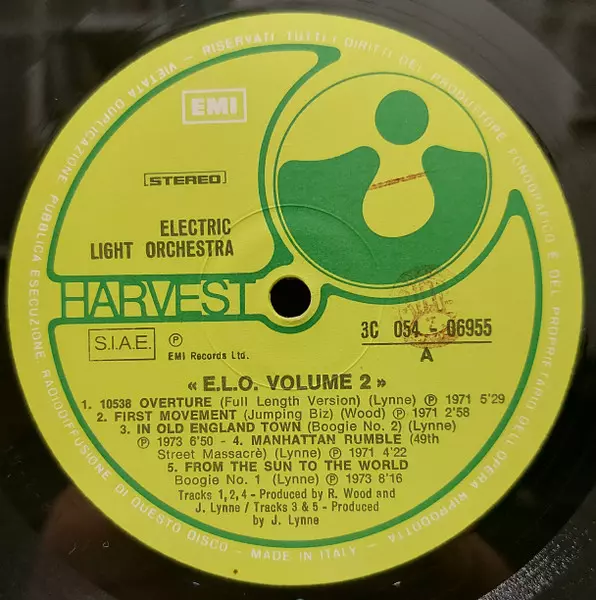 VIETATA DUPLICAZIONE - RISERVATI TUTTI I DIRITTI DEL PRODUTTORE FONOGRAFICO E DEL PROPRIETARIO DELL'OPERA RIPRODOTTA
PUBBLICA ESECUZIONE RADIODIFFUSIONE DI QUESTO DISCO - MADE IN ITALY -
EMI
STEREO
ELECTRIC
LIGHT ORCHESTRA
HARVEST
S.I.A.E.
Ⓟ
EMI Records Ltd.
3C 054 - 06955
A
« E.L.O. VOLUME 2 »
1. 10538 OVERTURE (Full Length Version) (Lynne) Ⓟ 1971 5'29
2. FIRST MOVEMENT (Jumping Biz) (Wood) Ⓟ 1971 2'58
3. IN OLD ENGLAND TOWN (Boogie No. 2) (Lynne)
Ⓟ 1973 6'50 - 4. MANHATTAN RUMBLE (49th
Street Massacrè) (Lynne) Ⓟ 1971 4'22
5. FROM THE SUN TO THE WORLD
Boogie No. 1 (Lynne) Ⓟ 1973 8'16
Tracks 1,2,4 - Produced by R. Wood and
J. Lynne / Tracks 3 & 5 - Produced
by J. Lynne